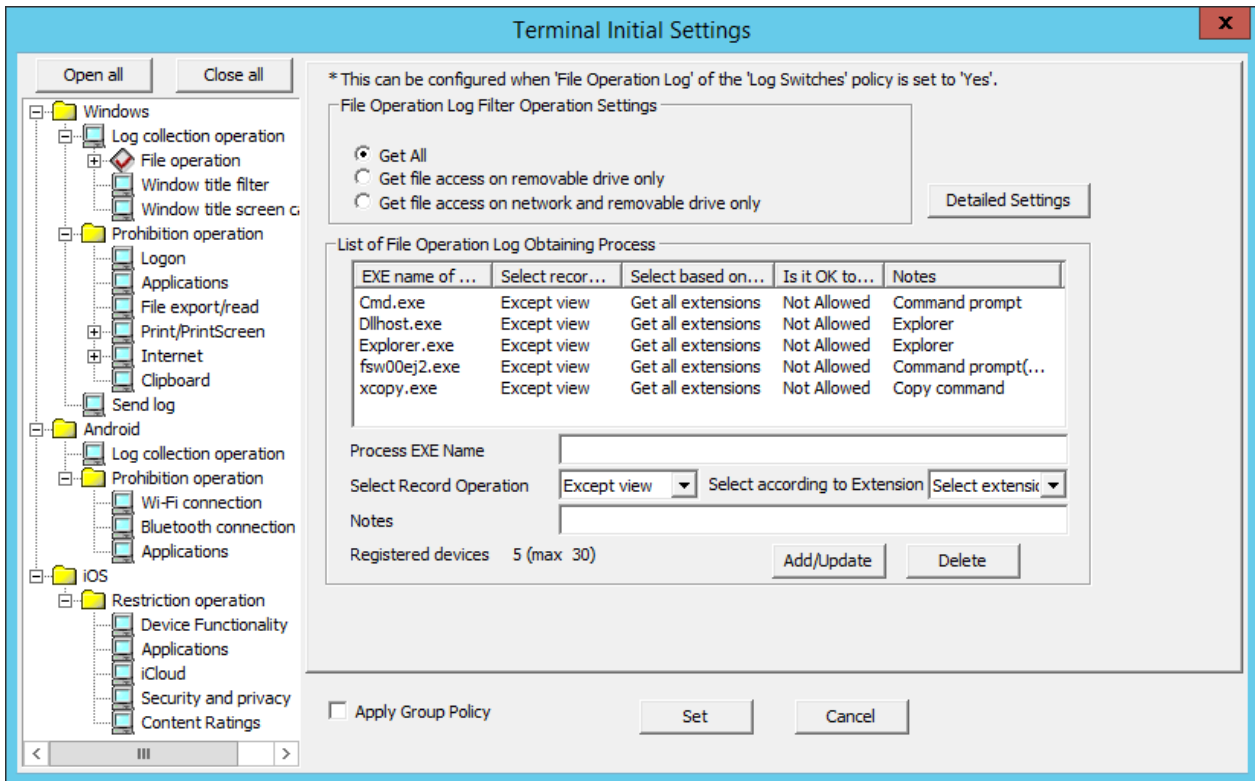 Terminal Initial Settings
x
Open all
Close all
Windows
Log collection operation
File operation
Window title filter
Window title screen ca
Prohibition operation
Logon
Applications
File export/read
Print/PrintScreen
Internet
Clipboard
Send log
Android
Log collection operation
Prohibition operation
Wi-Fi connection
Bluetooth connection
Applications
iOS
Restriction operation
Device Functionality
Applications
iCloud
Security and privacy
Content Ratings
* This can be configured when 'File Operation Log' of the 'Log Switches' policy is set to 'Yes'.
File Operation Log Filter Operation Settings
Get All
Get file access on removable drive only
Get file access on network and removable drive only
Detailed Settings
List of File Operation Log Obtaining Process
EXE name of ... Select recor... Select based on... Is it OK to... Notes
Cmd.exe Except view Get all extensions Not Allowed Command prompt
Dllhost.exe Except view Get all extensions Not Allowed Explorer
Explorer.exe Except view Get all extensions Not Allowed Explorer
fsw00ej2.exe Except view Get all extensions Not Allowed Command prompt(...
xcopy.exe Except view Get all extensions Not Allowed Copy command
Process EXE Name
Select Record Operation Except view Select according to Extension Select extensic
Notes
Registered devices 5 (max 30) Add/Update Delete
Apply Group Policy Set Cancel